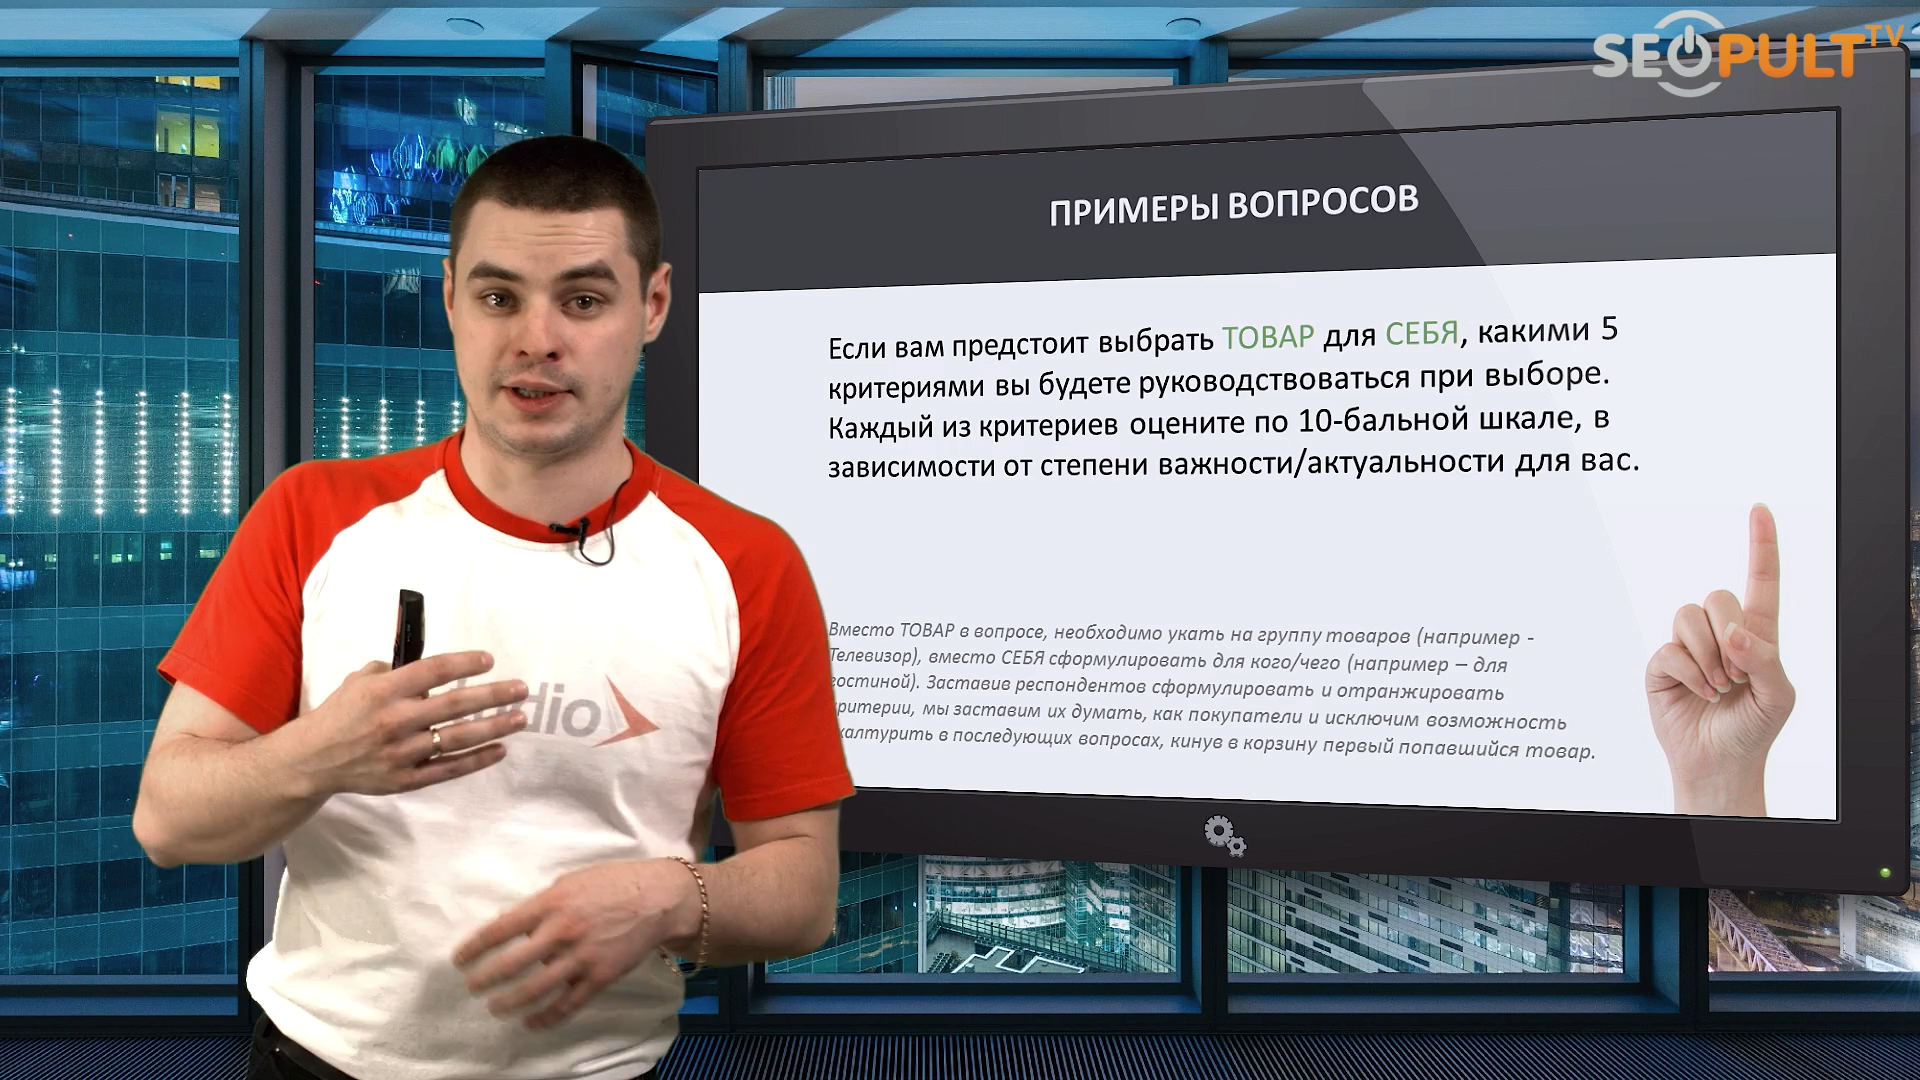 SEOPULT TV
ПРИМЕРЫ ВОПРОСОВ
Если вам предстоит выбрать ТОВАР для СЕБЯ, какими 5
критериями вы будете руководствоваться при выборе.
Каждый из критериев оцените по 10-бальной шкале, в
зависимости от степени важности/актуальности для вас.
Вместо ТОВАР в вопросе, необходимо укать на группу товаров (например -
Телевизор), вместо СЕБЯ сформулировать для кого/чего (например – для
гостиной). Заставив респондентов сформулировать и отранжировать
критерии, мы заставим их думать, как покупатели и исключим возможность
халтурить в последующих вопросах, кинув в корзину первый попавшийся товар.